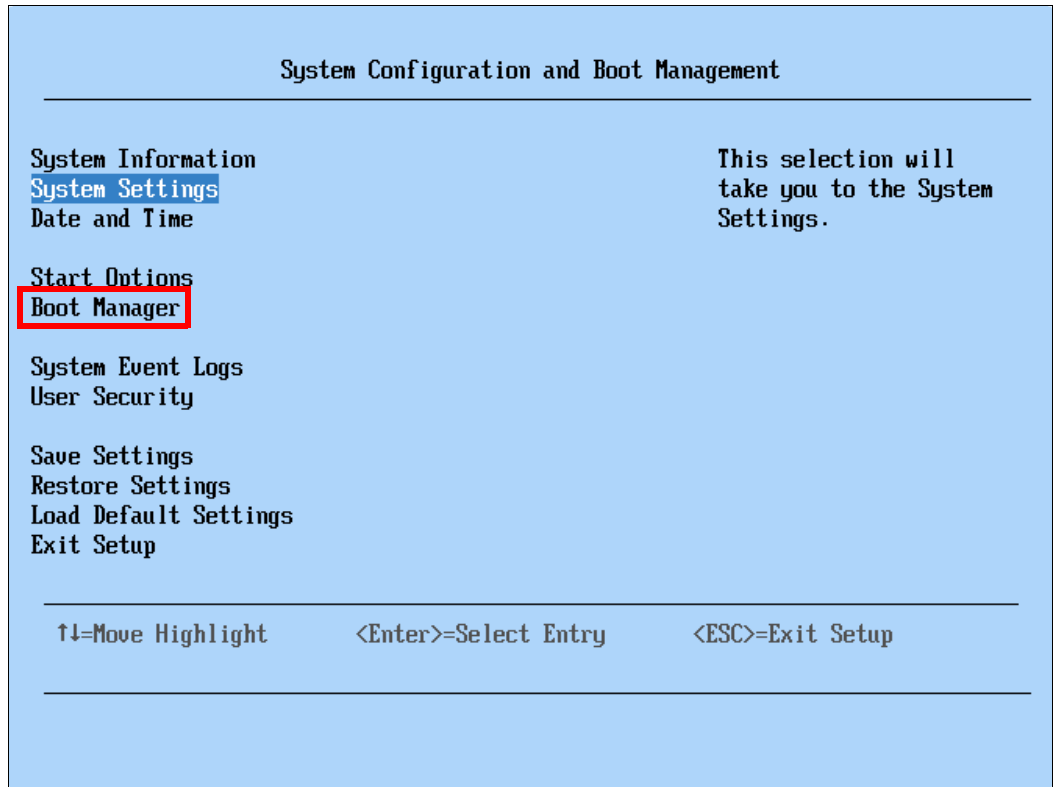 System Configuration and Boot Management
System Information
System Settings
Date and Time
Start Options
Boot Manager
System Event Logs
User Security
Save Settings
Restore Settings
Load Default Settings
Exit Setup
This selection will
take you to the System
Settings.
↑↓=Move Highlight <Enter>=Select Entry <ESC>=Exit Setup